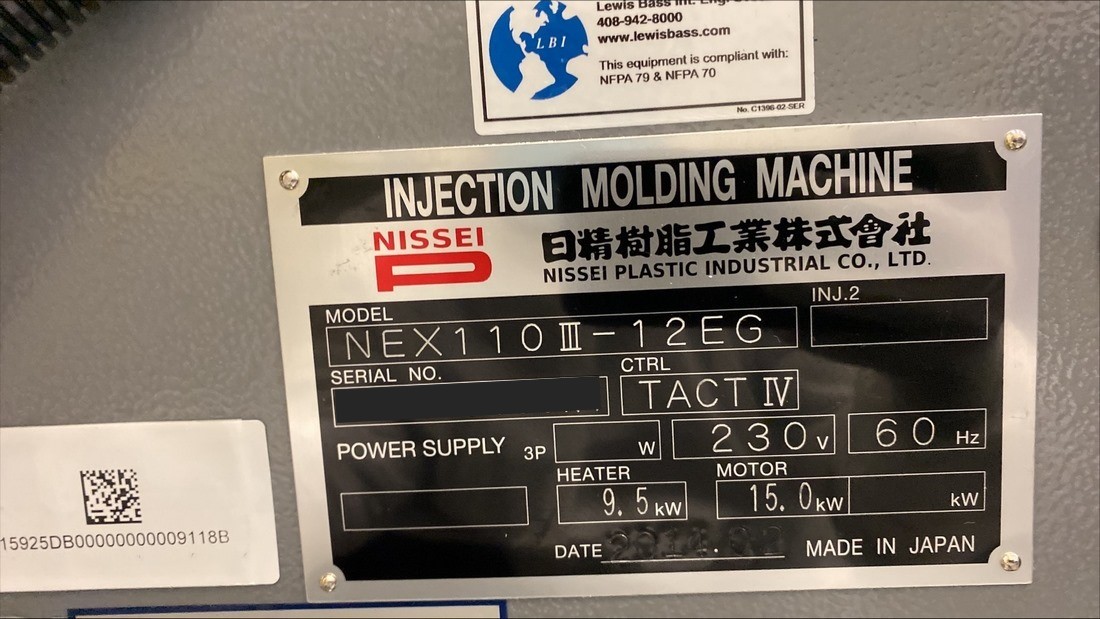 Lewis Bass Int. Eng.
408-942-8000
www.lewisbass.com
LBI
This equipment is compliant with:
NFPA 79 & NFPA 70
No. C1396-02-SER
INJECTION MOLDING MACHINE
NISSEI
日精樹脂工業株式會社
NISSEI PLASTIC INDUSTRIAL CO., LTD.
MODEL
INJ.2
NEX110Ⅲ-12EG
SERIAL NO.
CTRL
TACT Ⅳ
POWER SUPPLY 3P W 230 V 60 Hz
HEATER MOTOR
9.5 kW 15.0 kW kW
DATE MADE IN JAPAN
15925DB00000000009118B